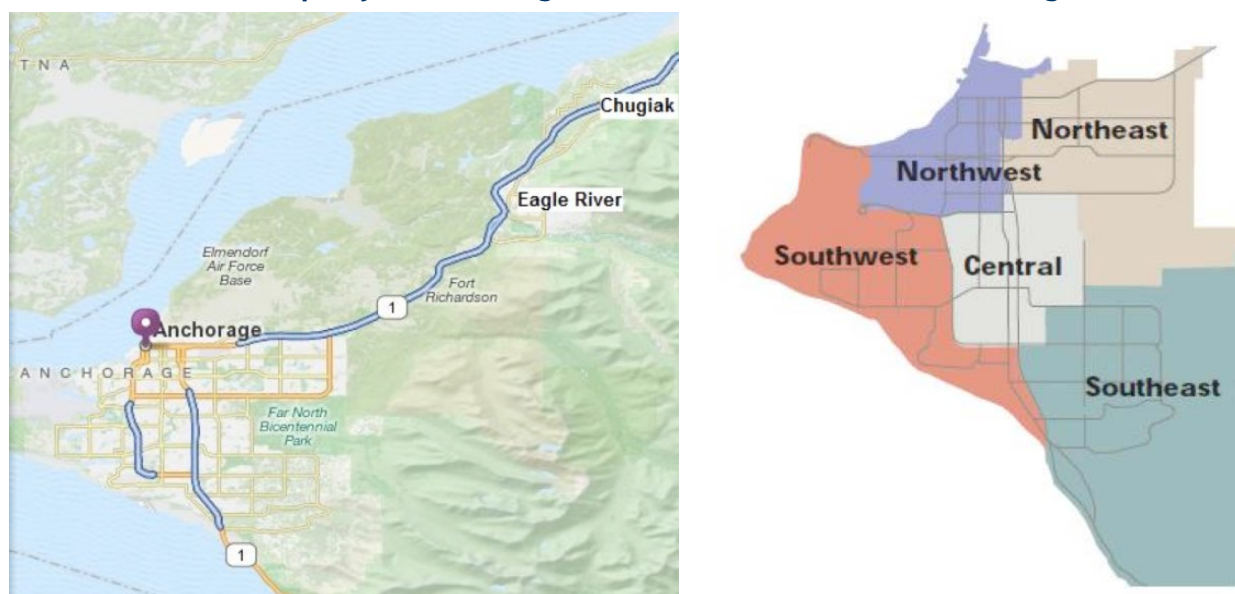 T N A
Chugiak
Eagle River
Elmendorf
Air Force
Base
Fort
Richardson
1
Anchorage
A N C H O R A G E
Far North
Bicentennial
Park
1
Northeast
Northwest
Southwest
Central
Southeast